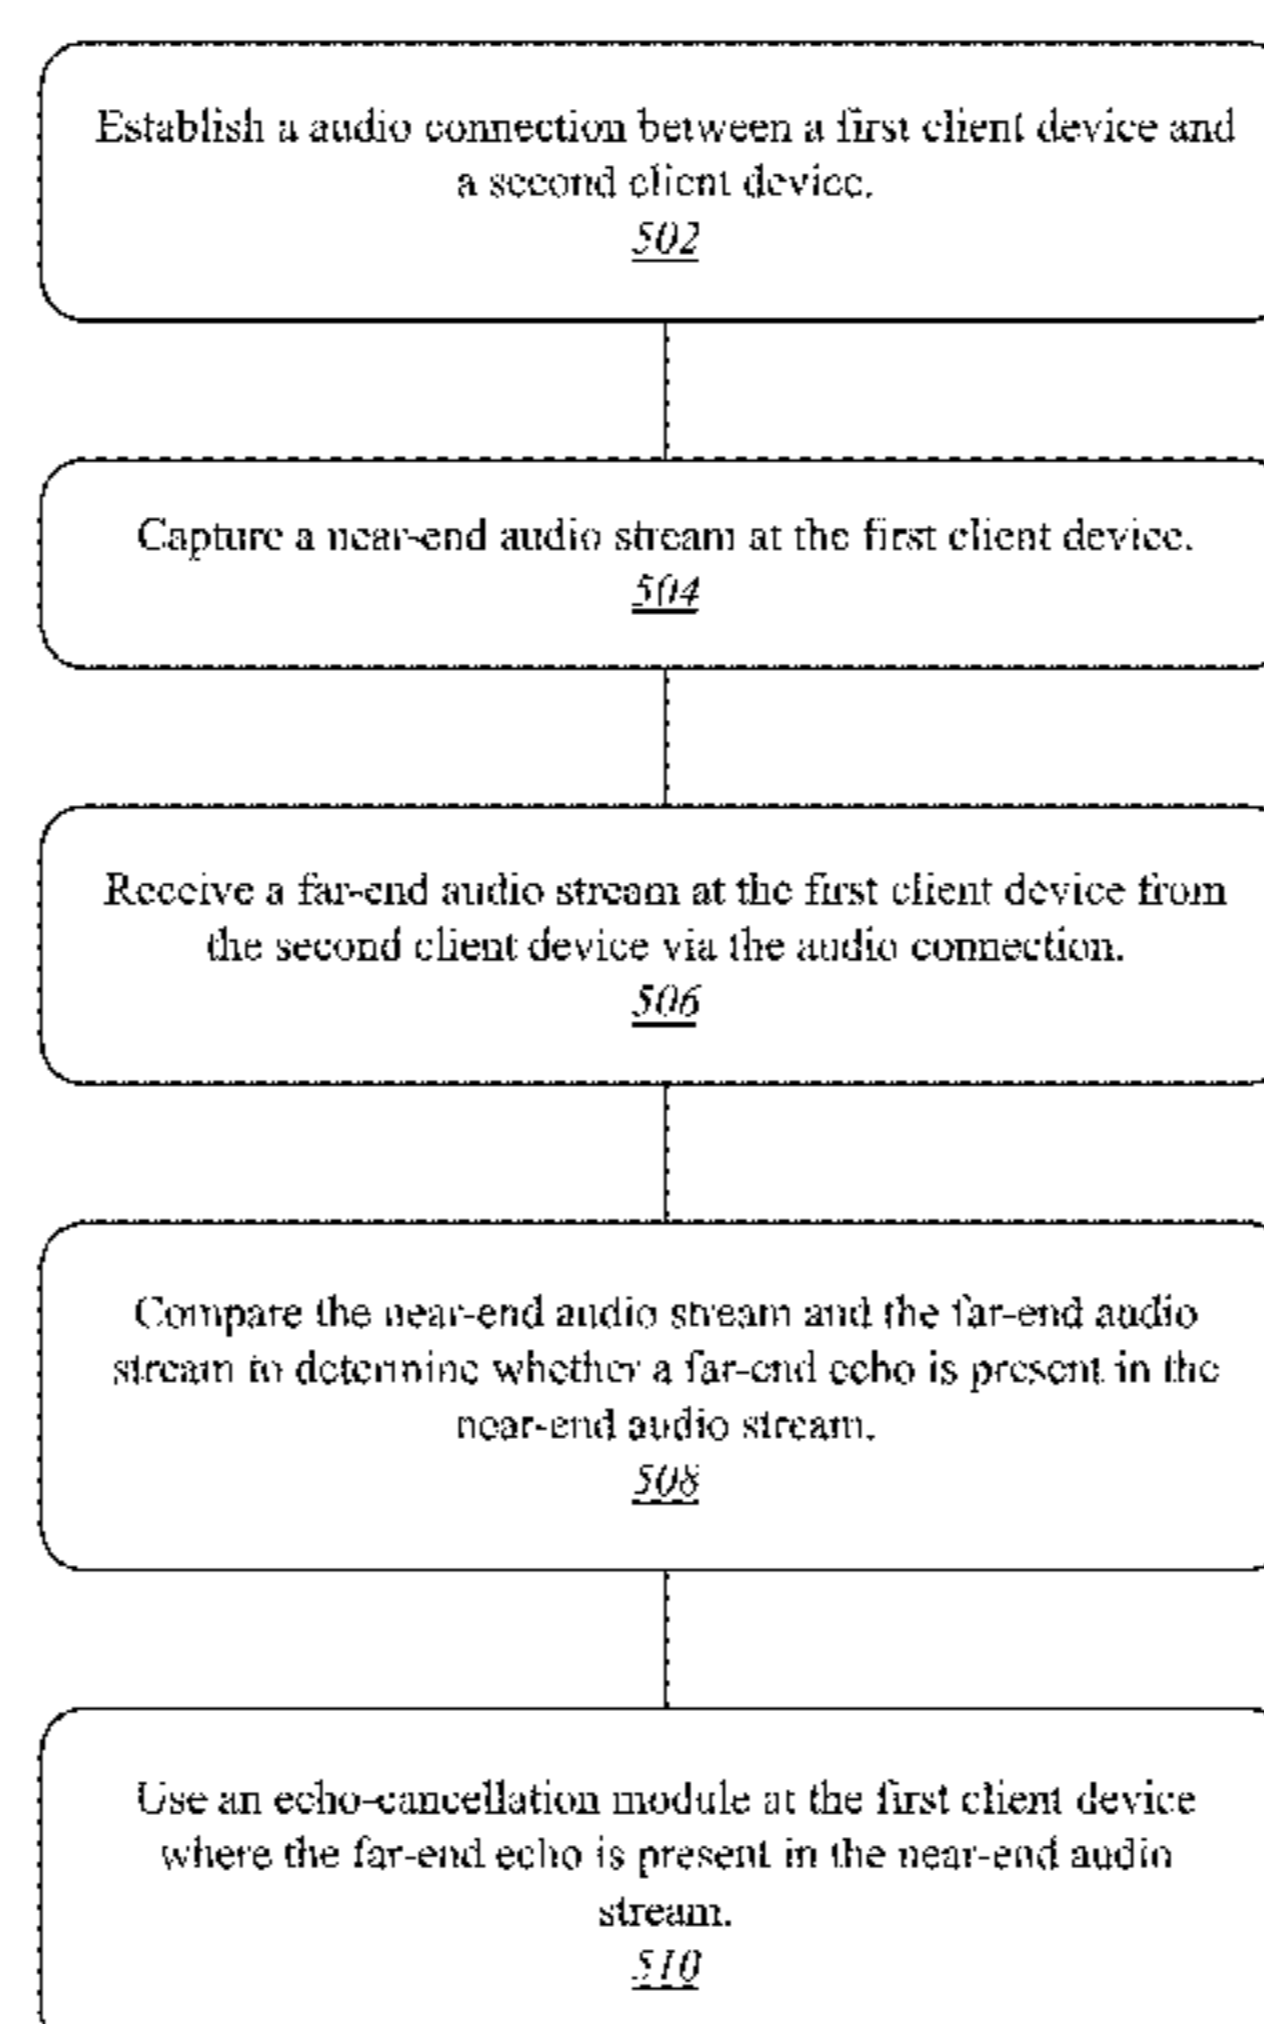 Establish a audio connection between a first client device and
a second client device.
502
Capture a near-end audio stream at the first client device.
504
Receive a far-end audio stream at the first client device from
the second client device via the audio connection.
506
Compare the near-end audio stream and the far-end audio
stream to determine whether a far-end echo is present in the
near-end audio stream.
508
Use an echo-cancellation module at the first client device
where the far-end echo is present in the near-end audio
stream.
510